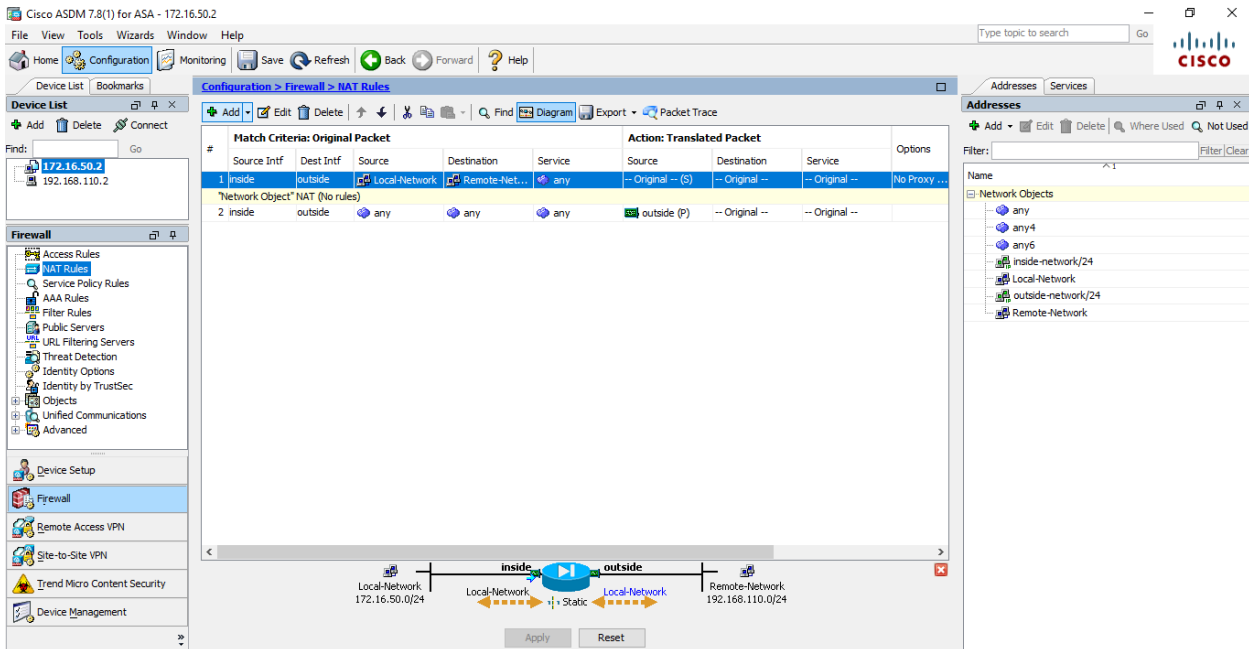 Cisco ASDM 7.8(1) for ASA - 172.16.50.2
File View Tools Wizards Window Help
Type topic to search Go
CISCO
Home Configuration Monitoring Save Refresh Back Forward Help
Device List Bookmarks
Device List
Add Delete Connect
Find: Go
172.16.50.2
192.168.110.2
Firewall
Access Rules
NAT Rules
Service Policy Rules
AAA Rules
Filter Rules
Public Servers
URL Filtering Servers
Threat Detection
Identity Options
Identity by TrustSec
Objects
Unified Communications
Advanced
Device Setup
Firewall
Remote Access VPN
Site-to-Site VPN
Trend Micro Content Security
Device Management
Configuration > Firewall > NAT Rules
Add Edit Delete Find Diagram Export Packet Trace
# Match Criteria: Original Packet Action: Translated Packet Options
Source Intf Dest Intf Source Destination Service Source Destination Service
1 inside outside Local-Network Remote-Net... any -- Original -- (S) -- Original -- -- Original -- No Proxy ...
"Network Object" NAT (No rules)
2 inside outside any any any outside (P) -- Original -- -- Original --
inside outside
Local-Network
172.16.50.0/24
Local-Network
Static
Local-Network
Remote-Network
192.168.110.0/24
Apply Reset
Addresses Services
Addresses
Add Edit Delete Where Used Not Used
Filter: Filter Clear
1
Name
Network Objects
any
any4
any6
inside-network/24
Local-Network
outside-network/24
Remote-Network